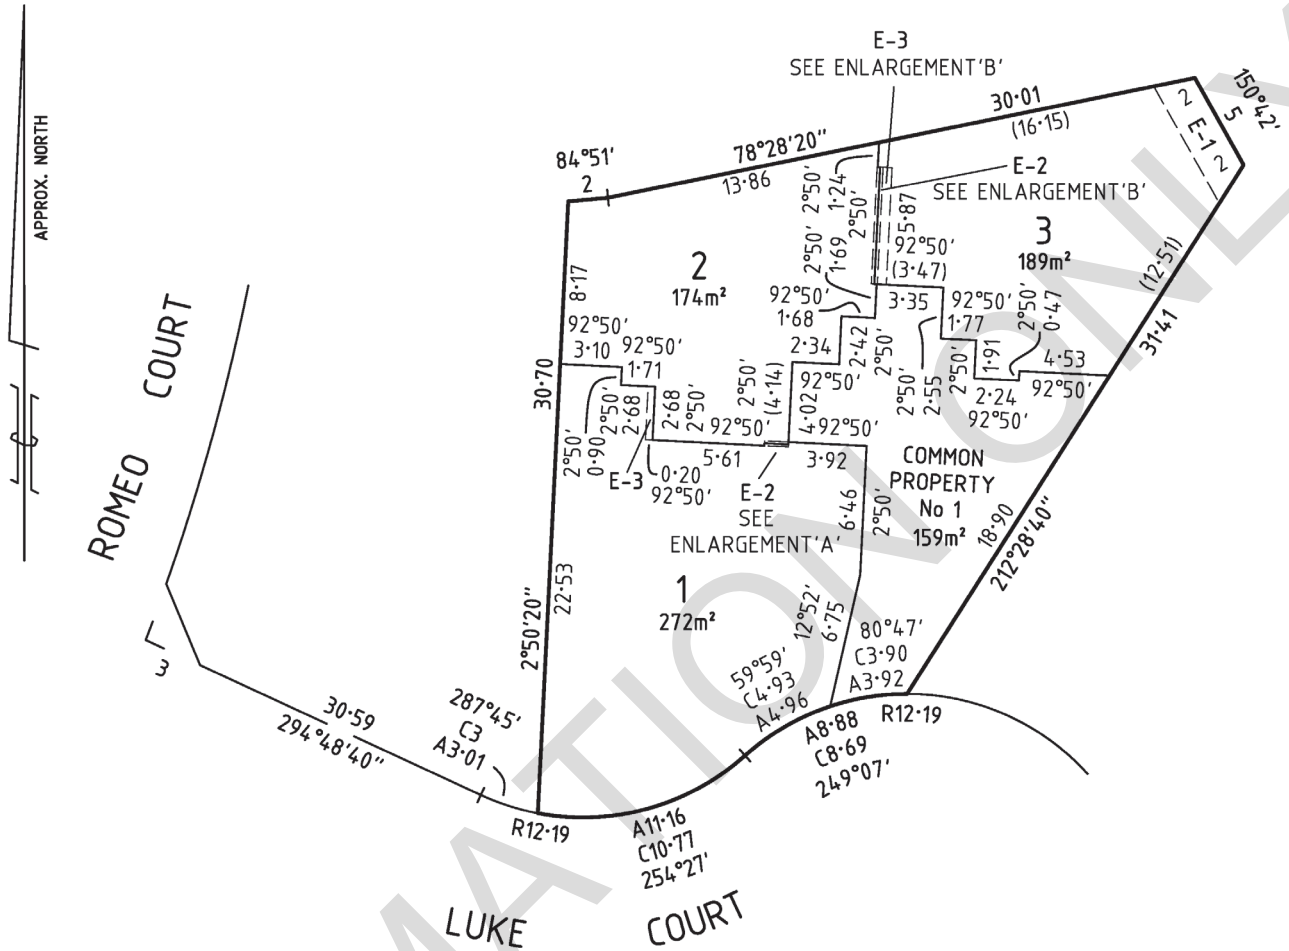 E-3
SEE ENLARGEMENT'B'
30·01
(16·15)
150°42'
5
2
E-1
2
APPROX. NORTH
84°51'
2
78°28'20"
13·86
2°50'
1·24
2°50'
E-2
SEE ENLARGEMENT'B'
5·87
2°50'
1·69
92°50'
(3·47)
3
189m²
2
174m²
8·17
92°50'
1·68
3·35
92°50'
1·77
2°50'
0·47
(12·51)
31·41
92°50'
3·10
92°50'
1·71
2·34
92°50'
2·42
2°50'
2°50'
2·55
2°50'
1·91
2·24
92°50'
4·53
92°50'
30·70
2°50'
0·90
2°50'
2·68
2·68
2°50'
2°50'
(4·14)
4·02
92°50'
4·92°50'
5·61
3·92
E-3
0·20
92°50'
E-2
SEE
ENLARGEMENT'A'
6·46
2°50'
COMMON
PROPERTY
No 1
159m²
18·90
212°28'40"
ROMEO COURT
3
22·53
2°50'20"
1
272m²
12°52'
6·75
80°47'
C3·90
A3·92
59°59'
C4·93
A4·96
287°45'
C3
A3·01
30·59
294°48'40"
R12·19
A8·88
C8·69
249°07'
R12·19
A11·16
C10·77
254°27'
LUKE COURT
MATION ONLY